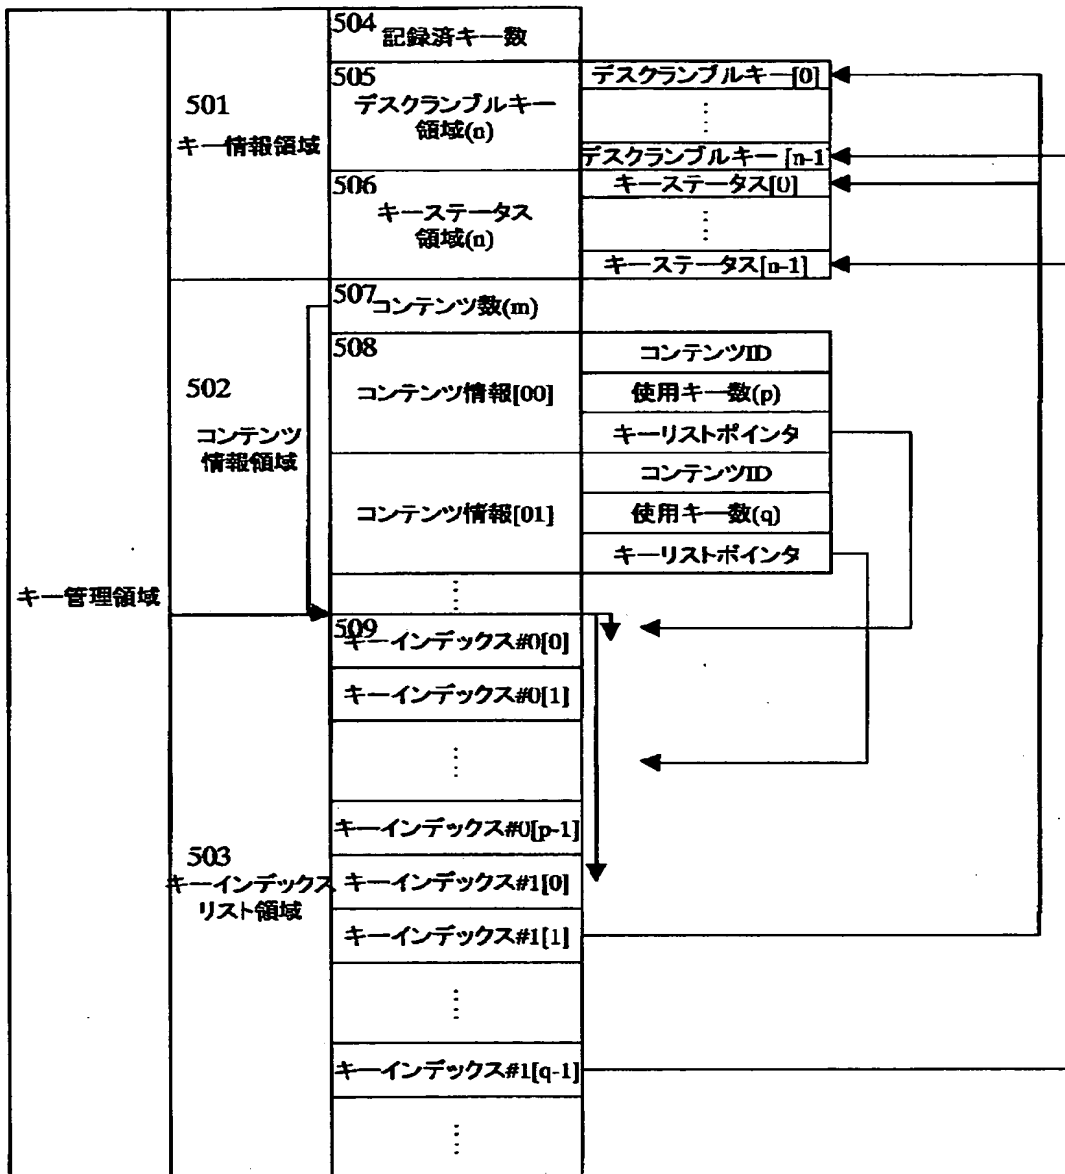 キー管理領域
501
キー情報領域
504
記録済キー数
505
デスクランブルキー
領域(n)
デスクランブルキー[0]
デスクランブルキー[n-1
506
キーステータス
領域(n)
キーステータス[0]
キーステータス[n-1]
502
コンテンツ
情報領域
507
コンテンツ数(m)
508
コンテンツ情報[00]
コンテンツID
使用キー数(p)
キーリストポインタ
コンテンツ情報[01]
コンテンツID
使用キー数(q)
キーリストポインタ
503
キーインデックス
リスト領域
509
キーインデックス#0[0]
キーインデックス#0[1]
キーインデックス#0[p-1]
キーインデックス#1[0]
キーインデックス#1[1]
キーインデックス#1[q-1]